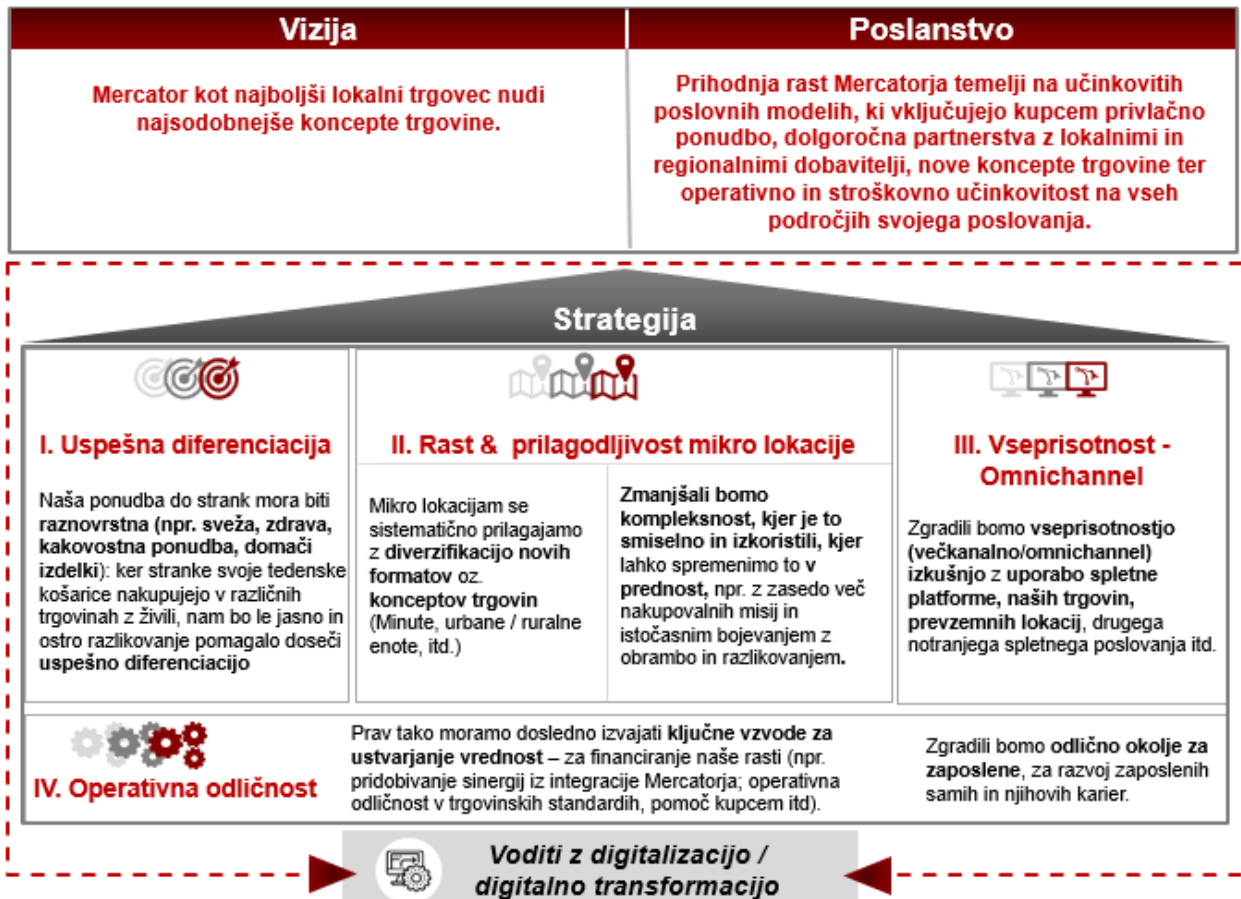 Vizija
Poslanstvo
Mercator kot najboljši lokalni trgovec nudi
najsodobnejše koncepte trgovine.
Prihodnja rast Mercatorja temelji na učinkovitih
poslovnih modelih, ki vključujejo kupcem privlačno
ponudbo, dolgoročna partnerstva z lokalnimi in
regionalnimi dobavitelji, nove koncepte trgovine ter
operativno in stroškovno učinkovitost na vseh
področjih svojega poslovanja.
Strategija
I. Uspešna diferenciacija
Naša ponudba do strank mora biti
raznovrstna (npr. sveža, zdrava,
kakovostna ponudba, domači
izdelki): ker stranke svoje tedenske
košarice nakupujejo v različnih
trgovinah z živili, nam bo le jasno in
ostro razlikovanje pomagalo doseči
uspešno diferenciacijo
II. Rast & prilagodljivost mikro lokacije
Mikro lokacijam se
sistematično prilagajamo
z diverzifikacijo novih
formatov oz.
konceptov trgovin
(Minute, urbane / ruralne
enote, itd.)
Zmanjšali bomo
kompleksnost, kjer je to
smiselno in izkoristili, kjer
lahko spremenimo to v
prednost, npr. z zasedo več
nakupovalnih misij in
istočasnim bojevanjem z
obrambo in razlikovanjem.
III. Vseprisotnost -
Omnichannel
Zgradili bomo vseprisotnostjo
(večkanalno/omnichannel)
izkušnjo z uporabo spletne
platforme, naših trgovin,
prevzemnih lokacij, drugega
notranjega spletnega poslovanja itd.
IV. Operativna odličnost
Prav tako moramo dosledno izvajati ključne vzvode za
ustvarjanje vrednost – za financiranje naše rasti (npr.
pridobivanje sinergij iz integracije Mercatorja; operativna
odličnost v trgovinskih standardih, pomoč kupcem itd).
Zgradili bomo odlično okolje za
zaposlene, za razvoj zaposlenih
samih in njihovih karier.
Voditi z digitalizacijo /
digitalno transformacijo